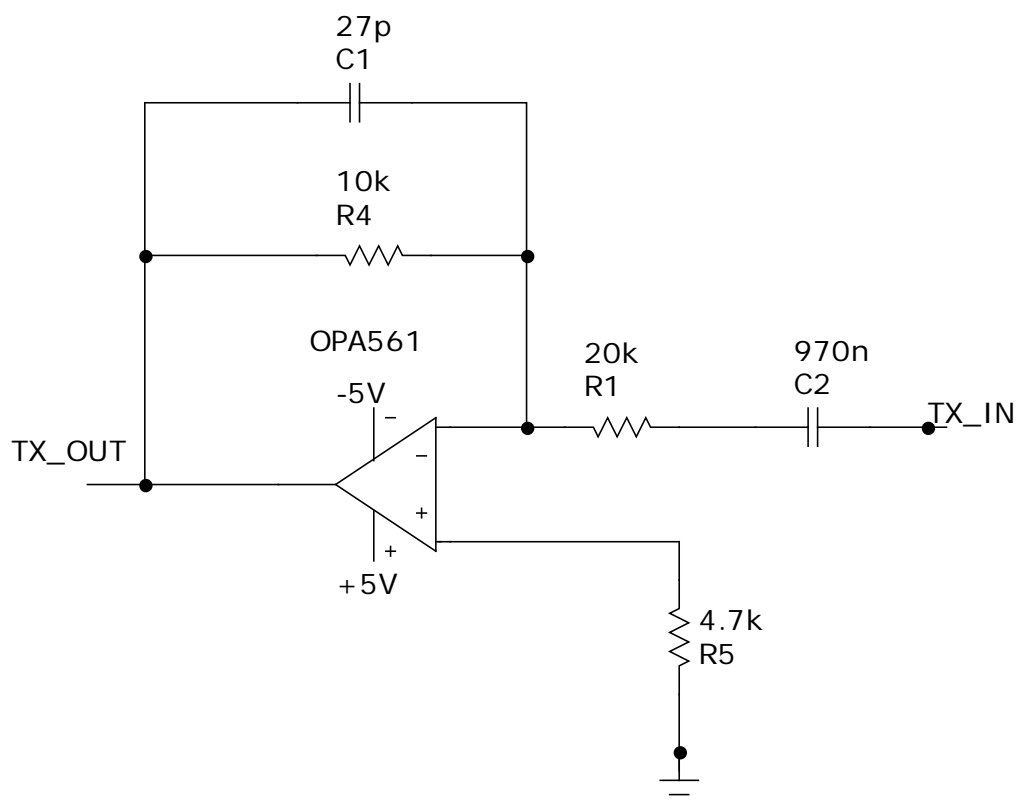 27p
C1
10k
R4
OPA561
20k
R1
970n
C2
-5V
TX_IN
TX_OUT
−
−
+
+
+5V
4.7k
R5